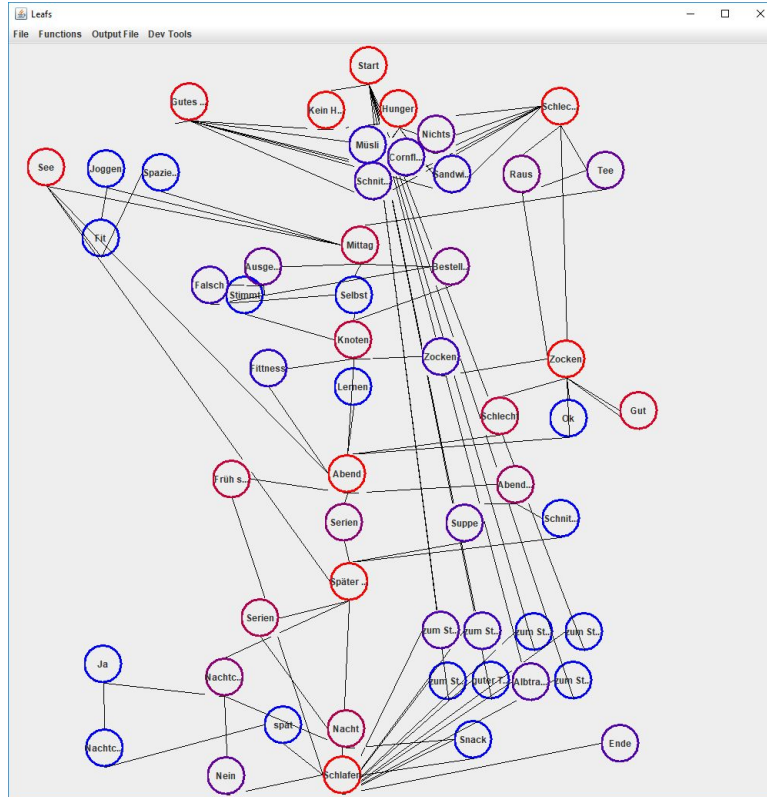 Leafs
File Functions Output File Dev Tools
Start
Gutes ...
Kein H...
Hunger
Schlec...
Nichts
Müsli
Cornfl...
See
Joggen
Spazie...
Schnit...
Sandwi...
Raus
Tee
Fit
Mittag
Ausge...
Bestell...
Falsch
Stimmt
Selbst
Knoten
Zocken
Zocken
Fittness
Lernen
Schlecht
Ok
Gut
Abend
Früh s...
Abend...
Serien
Suppe
Schnit...
Später ...
Serien
zum St...
zum St...
zum St...
zum St...
Ja
Nachtc...
zum St...
guter T...
Albtra...
zum St...
spät
Nacht
Snack
Ende
Nachtc...
Nein
Schlafen